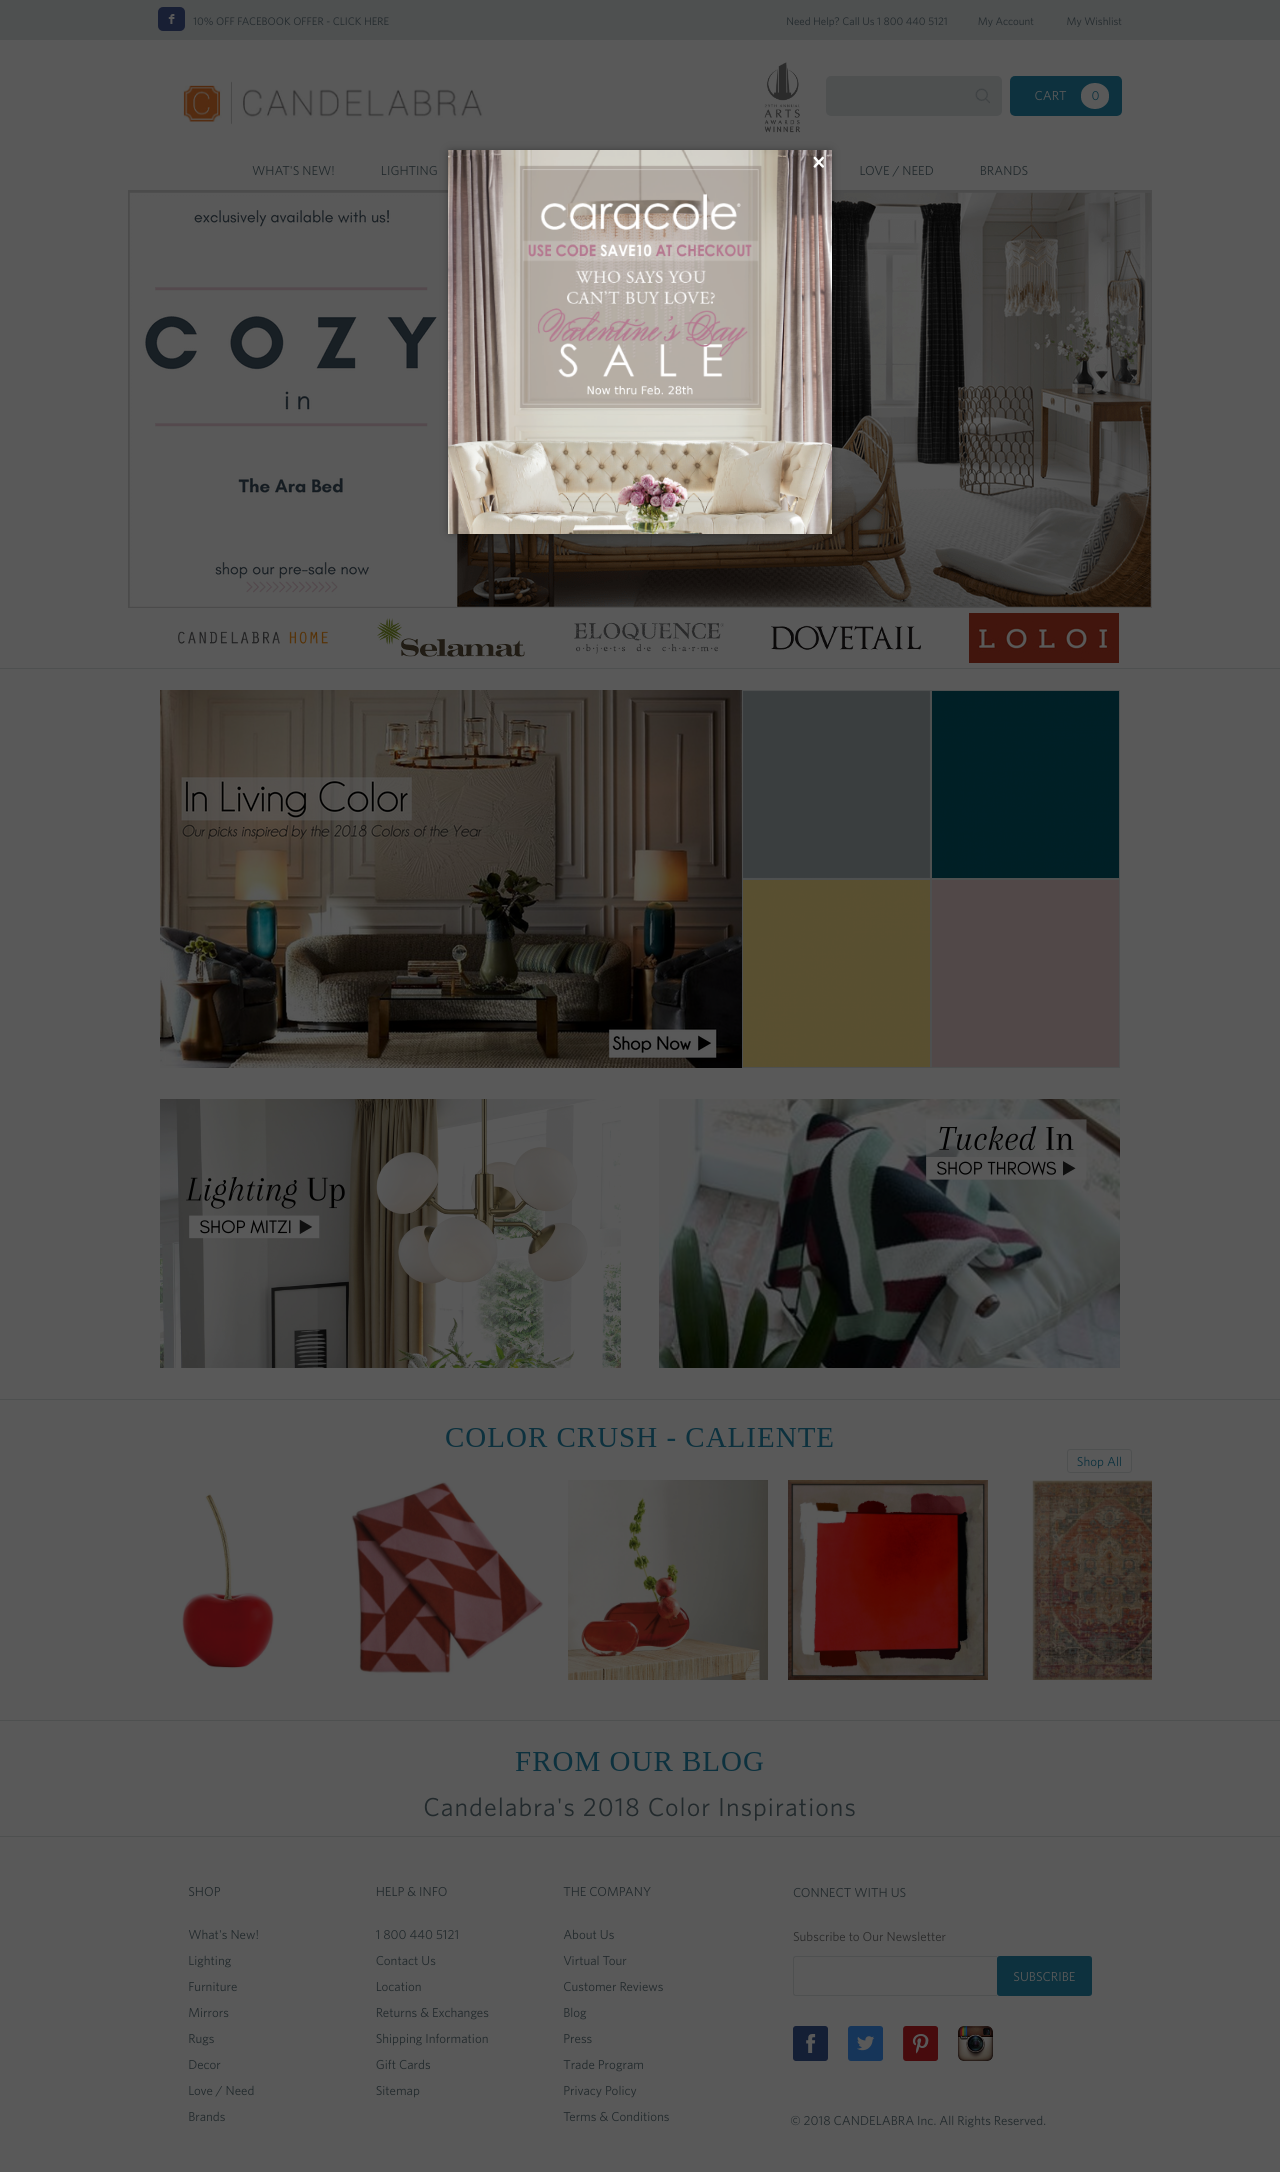 f 10% OFF FACEBOOK OFFER - CLICK HERE
Need Help? Call Us 1 800 440 5121
My Account
My Wishlist
C CANDELABRA
ARTS
AWARDS
WINNER
CART 0
WHAT'S NEW!
LIGHTING
LOVE / NEED
BRANDS
exclusively available with us!
COZY
in
The Ara Bed
shop our pre-sale now
×
caracole
USE CODE SAVE10 AT CHECKOUT
WHO SAYS YOU
CAN'T BUY LOVE?
Valentine's Day
SALE
Now thru Feb. 28th
CANDELABRA HOME
Selamat
ELOQUENCE
o·b·j·e·t·s d·e c·h·a·r·m·e
DOVETAIL
LOLOI
In Living Color
Our picks inspired by the 2018 Colors of the Year
Shop Now
Lighting Up
SHOP MITZI
Tucked In
SHOP THROWS
COLOR CRUSH - CALIENTE
Shop All
FROM OUR BLOG
Candelabra's 2018 Color Inspirations
SHOP
What's New!
Lighting
Furniture
Mirrors
Rugs
Decor
Love / Need
Brands
HELP & INFO
1 800 440 5121
Contact Us
Location
Returns & Exchanges
Shipping Information
Gift Cards
Sitemap
THE COMPANY
About Us
Virtual Tour
Customer Reviews
Blog
Press
Trade Program
Privacy Policy
Terms & Conditions
CONNECT WITH US
Subscribe to Our Newsletter
SUBSCRIBE
© 2018 CANDELABRA Inc. All Rights Reserved.